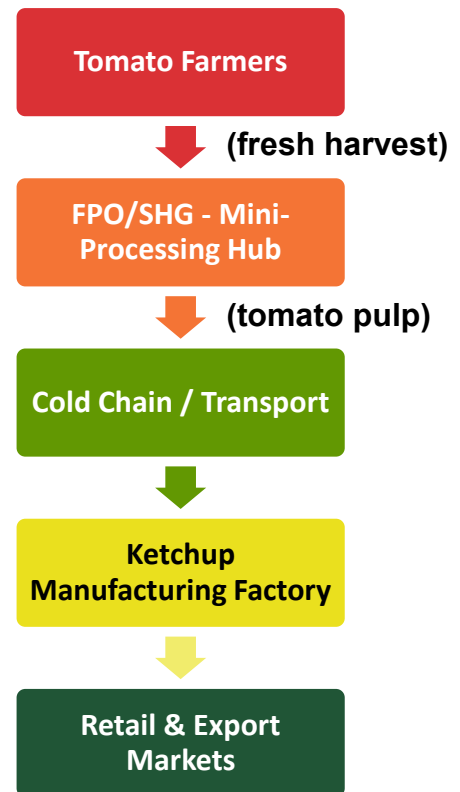 Tomato Farmers
(fresh harvest)
FPO/SHG - Mini-
Processing Hub
(tomato pulp)
Cold Chain / Transport
Ketchup
Manufacturing Factory
Retail & Export
Markets